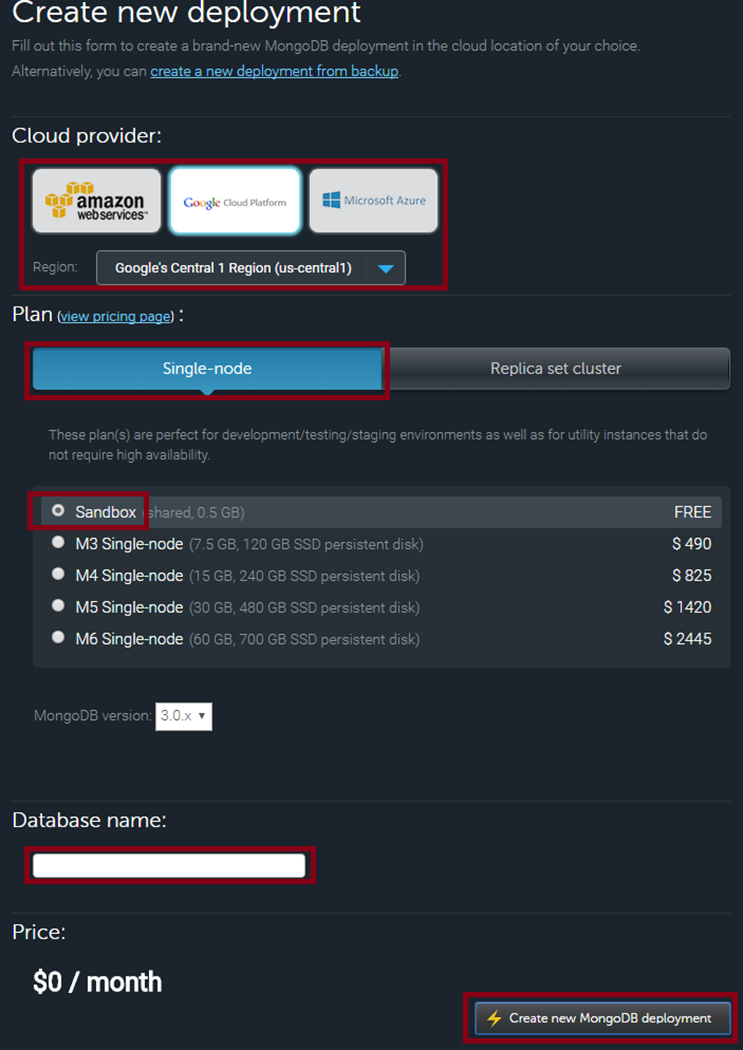 Create new deployment
Fill out this form to create a brand-new MongoDB deployment in the cloud location of your choice.
Alternatively, you can create a new deployment from backup.
Cloud provider:
amazon
webservices™
Google Cloud Platform
Microsoft Azure
Region: Google's Central 1 Region (us-central1)
Plan (view pricing page) :
Single-node Replica set cluster
These plan(s) are perfect for development/testing/staging environments as well as for utility instances that do
not require high availability.
Sandbox (shared, 0.5 GB) FREE
M3 Single-node (7.5 GB, 120 GB SSD persistent disk) $ 490
M4 Single-node (15 GB, 240 GB SSD persistent disk) $ 825
M5 Single-node (30 GB, 480 GB SSD persistent disk) $ 1420
M6 Single-node (60 GB, 700 GB SSD persistent disk) $ 2445
MongoDB version: 3.0.x
Database name:
Price:
$0 / month
Create new MongoDB deployment